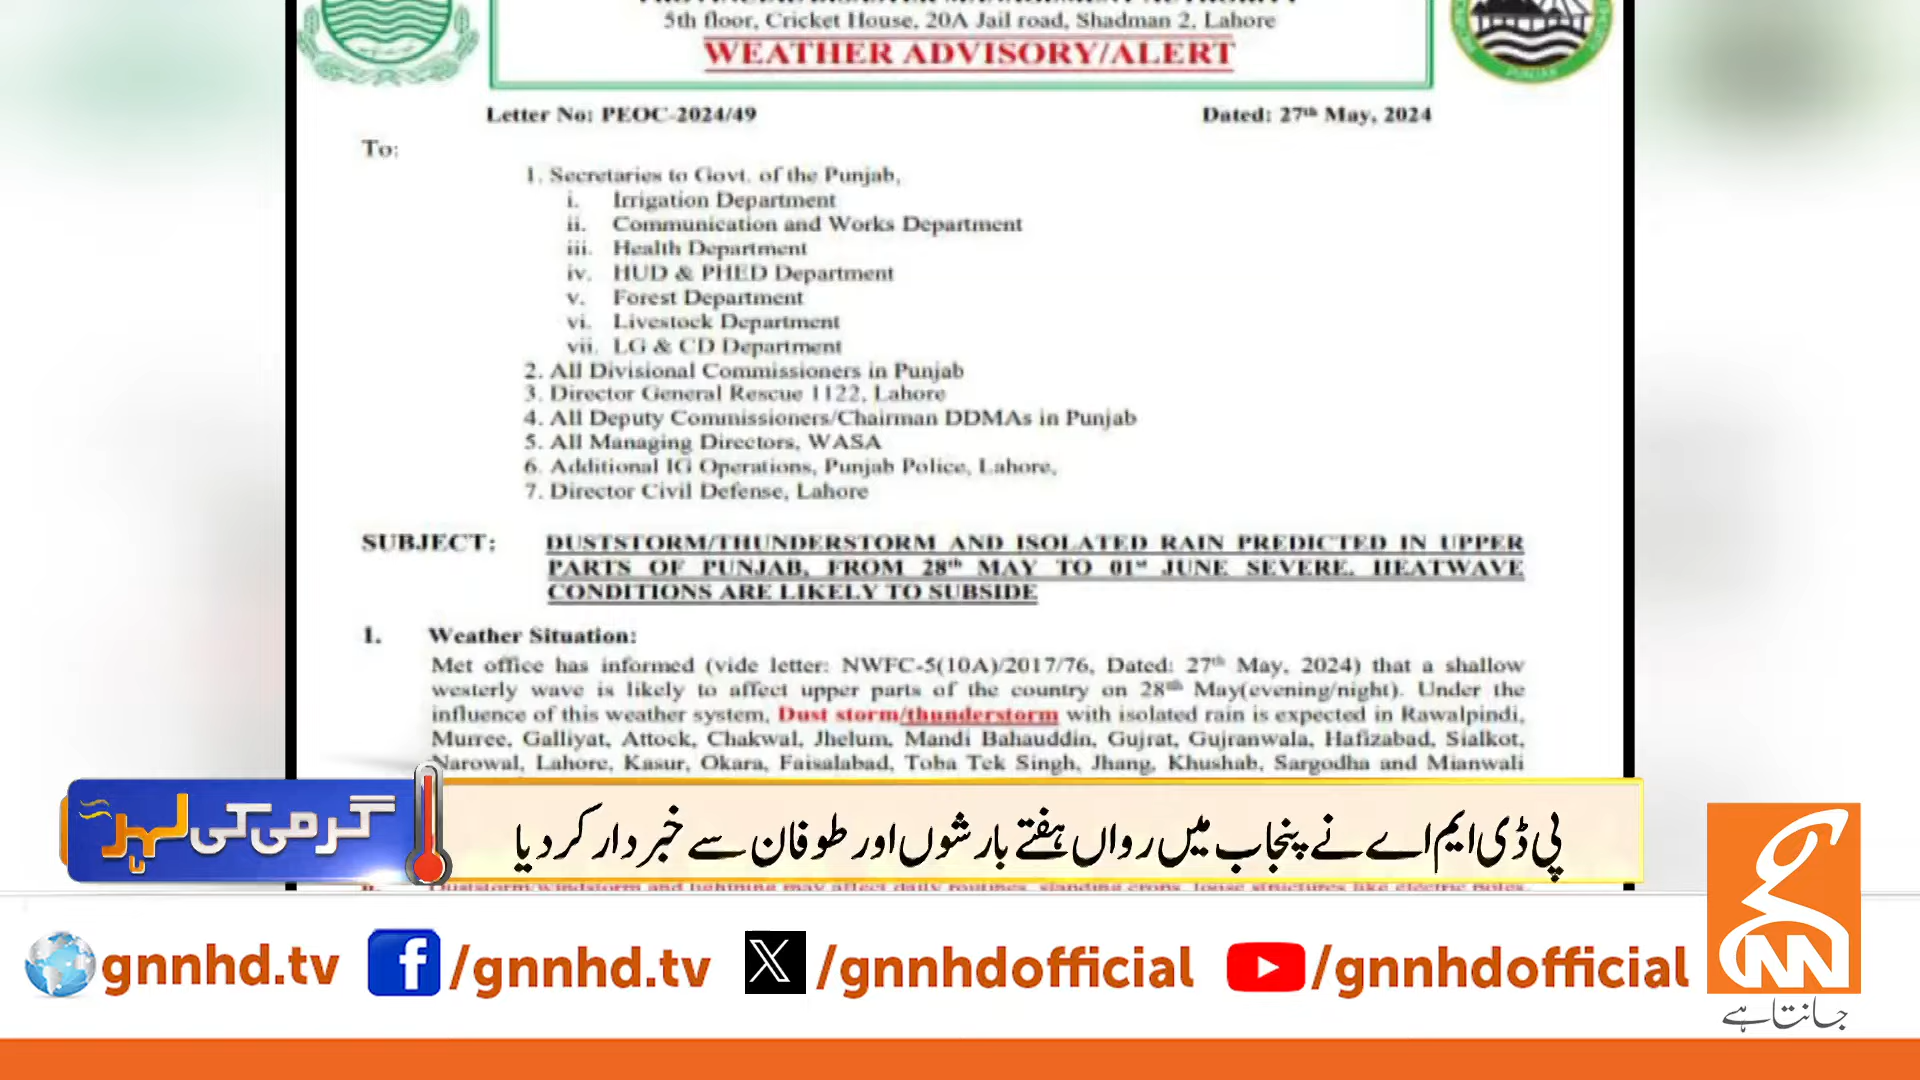 5th floor, Cricket House, 20A Jail road, Shadman 2, Lahore
WEATHER ADVISORY/ALERT
Letter No: PEOC-2024/49
Dated: 27th May, 2024
To:
1. Secretaries to Govt. of the Punjab,
i. Irrigation Department
ii. Communication and Works Department
iii. Health Department
iv. HUD & PHED Department
v. Forest Department
vi. Livestock Department
vii. LG & CD Department
2. All Divisional Commissioners in Punjab
3. Director General Rescue 1122, Lahore
4. All Deputy Commissioners/Chairman DDMAs in Punjab
5. All Managing Directors, WASA
6. Additional IG Operations, Punjab Police, Lahore,
7. Director Civil Defense, Lahore
SUBJECT: DUSTSTORM/THUNDERSTORM AND ISOLATED RAIN PREDICTED IN UPPER
PARTS OF PUNJAB, FROM 28th MAY TO 01st JUNE SEVERE. HEATWAVE
CONDITIONS ARE LIKELY TO SUBSIDE
1. Weather Situation:
Met office has informed (vide letter: NWFC-5(10A)/2017/76, Dated: 27th May, 2024) that a shallow
westerly wave is likely to affect upper parts of the country on 28th May(evening/night). Under the
influence of this weather system, Dust storm/thunderstorm with isolated rain is expected in Rawalpindi,
Murree, Galliyat, Attock, Chakwal, Jhelum, Mandi Bahauddin, Gujrat, Gujranwala, Hafizabad, Sialkot,
Narowal, Lahore, Kasur, Okara, Faisalabad, Toba Tek Singh, Jhang, Khushab, Sargodha and Mianwali
گرمی کی لہر
پی ڈی ایم اے نے پنجاب میں رواں ہفتے بارشوں اور طوفان سے خبردار کردیا
gnnhd.tv
/gnnhd.tv
/gnnhdofficial
/gnnhdofficial
GNN
جانتا ہے